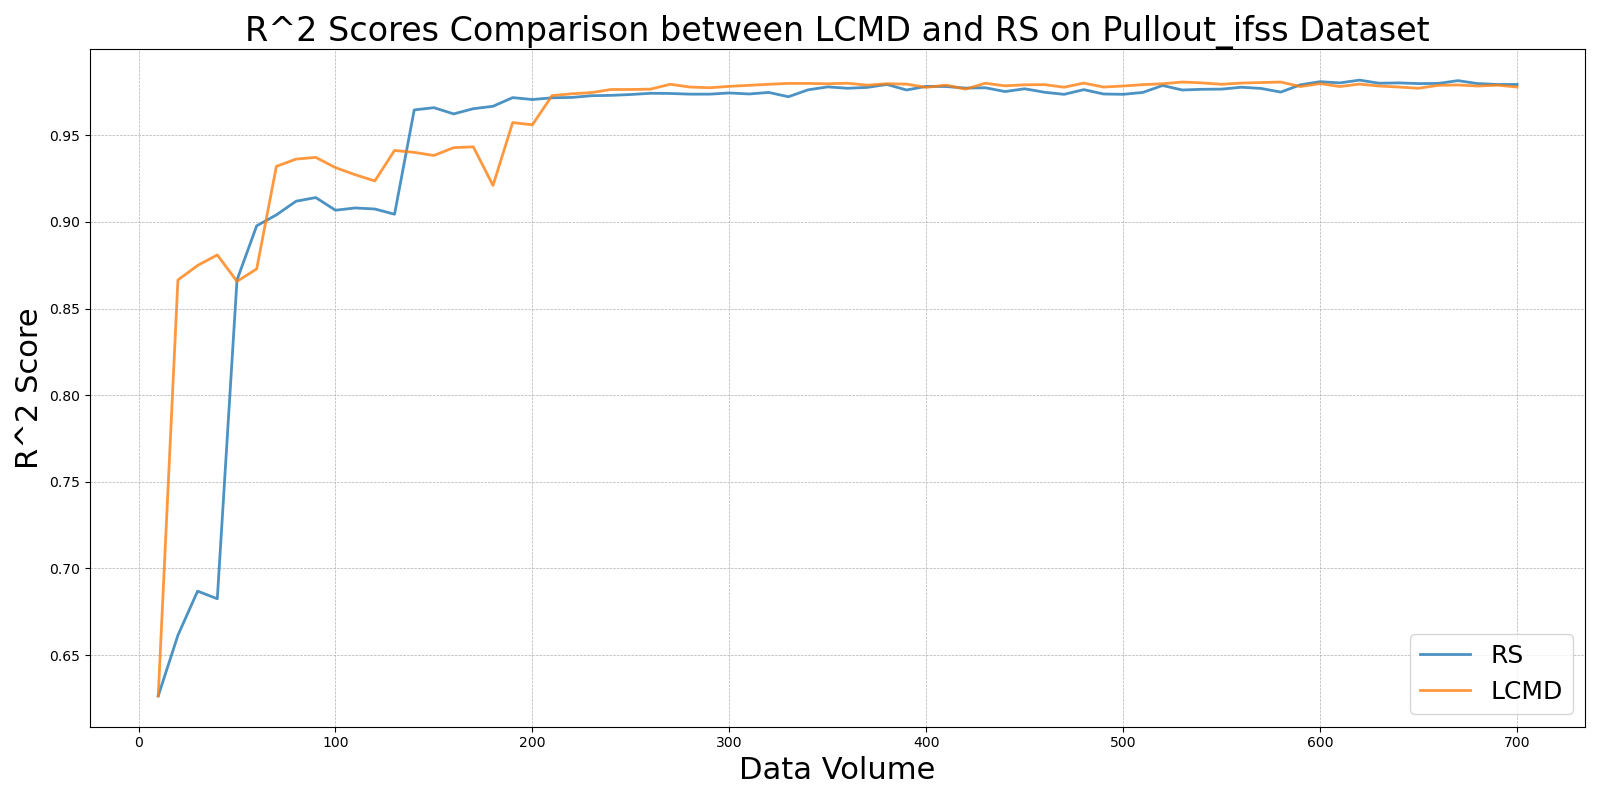 R^2 Scores Comparison between LCMD and RS on Pullout_ifss Dataset
R^2 Score
0.95
0.90
0.85
0.80
0.75
0.70
0.65
RS
LCMD
0 100 200 300 400 500 600 700
Data Volume